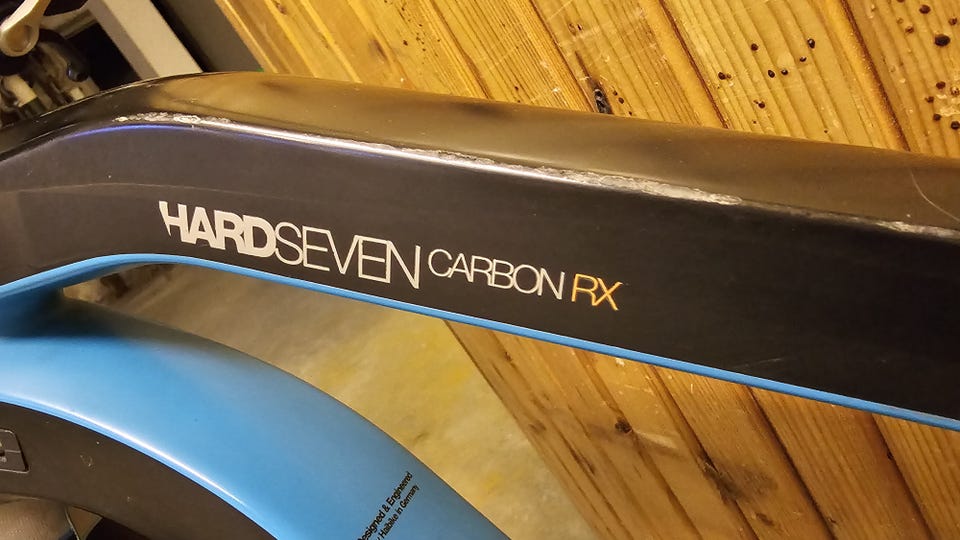 HARDSEVEN CARBON RX
Designed & Engineered
Haibike in Germany